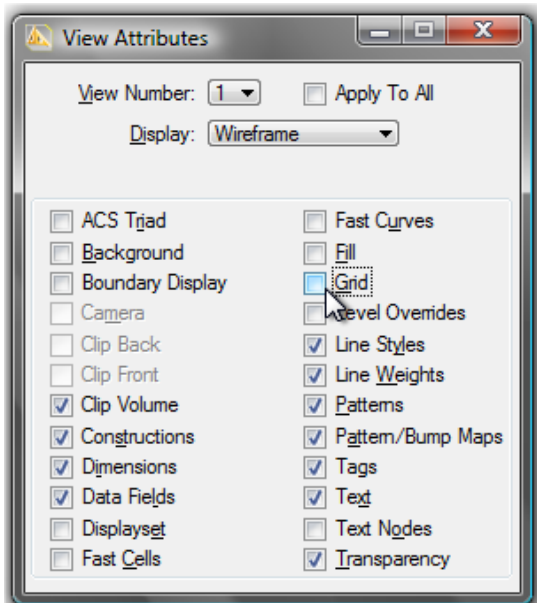 View Attributes
View Number: 1 Apply To All
Display: Wireframe
ACS Triad
Background
Boundary Display
Camera
Clip Back
Clip Front
Clip Volume
Constructions
Dimensions
Data Fields
Displayset
Fast Cells
Fast Curves
Fill
Grid
Level Overrides
Line Styles
Line Weights
Patterns
Pattern/Bump Maps
Tags
Text
Text Nodes
Transparency